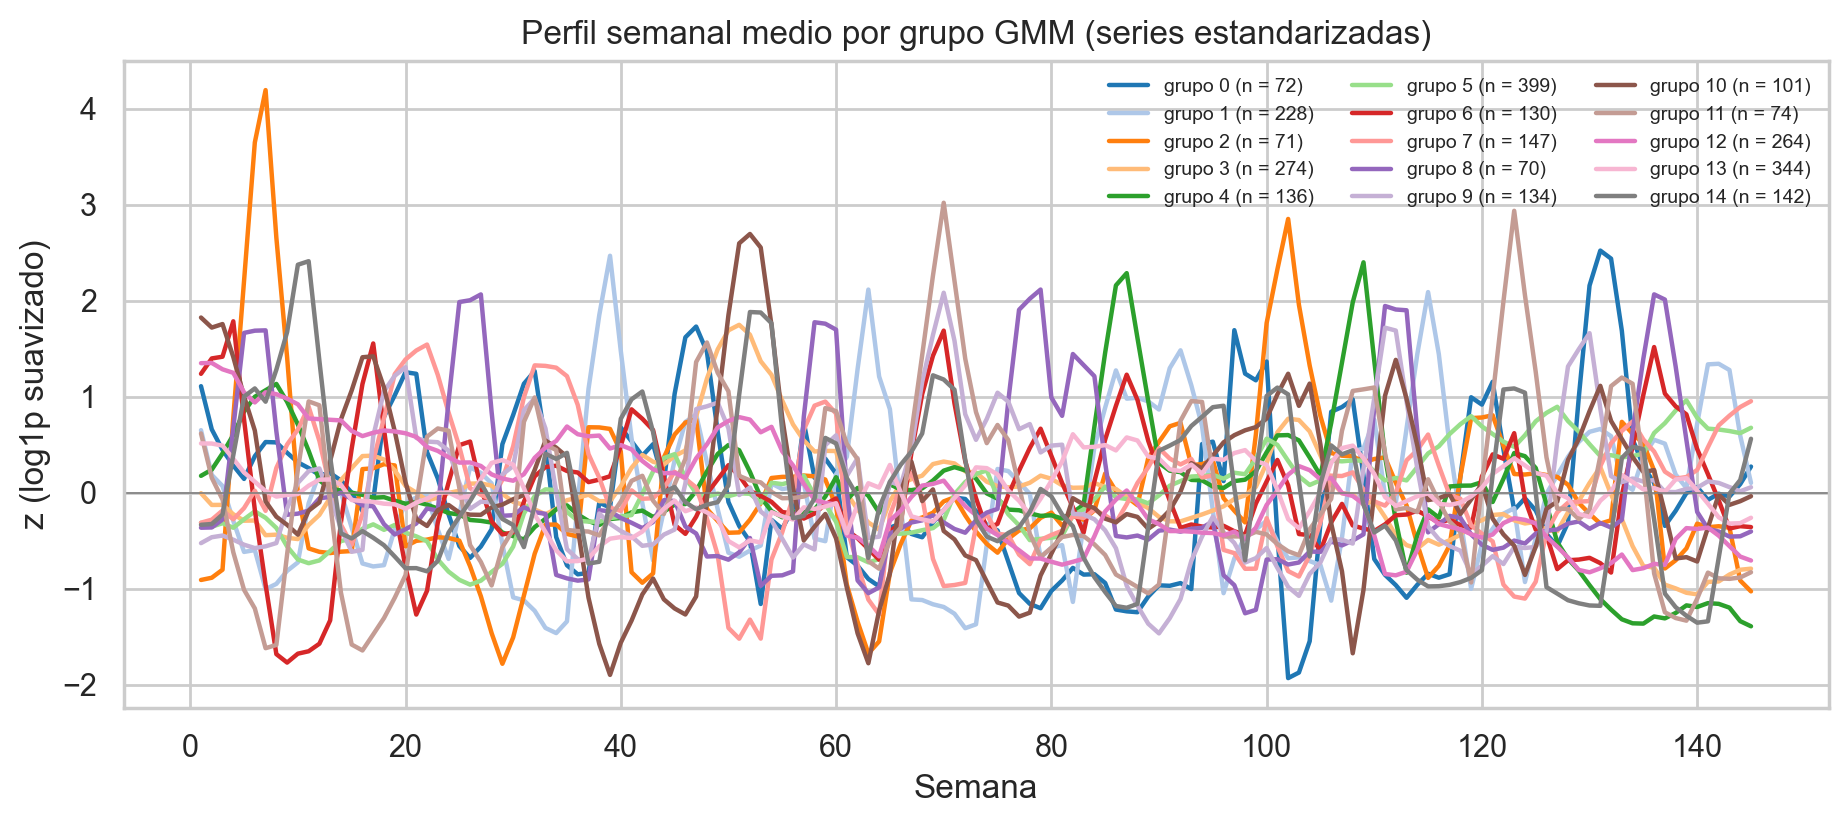 Perfil semanal medio por grupo GMM (series estandarizadas)
grupo 0 (n = 72)
grupo 1 (n = 228)
grupo 2 (n = 71)
grupo 3 (n = 274)
grupo 4 (n = 136)
grupo 5 (n = 399)
grupo 6 (n = 130)
grupo 7 (n = 147)
grupo 8 (n = 70)
grupo 9 (n = 134)
grupo 10 (n = 101)
grupo 11 (n = 74)
grupo 12 (n = 264)
grupo 13 (n = 344)
grupo 14 (n = 142)
z (log1p suavizado)
4
3
2
1
0
−1
−2
0 20 40 60 80 100 120 140
Semana